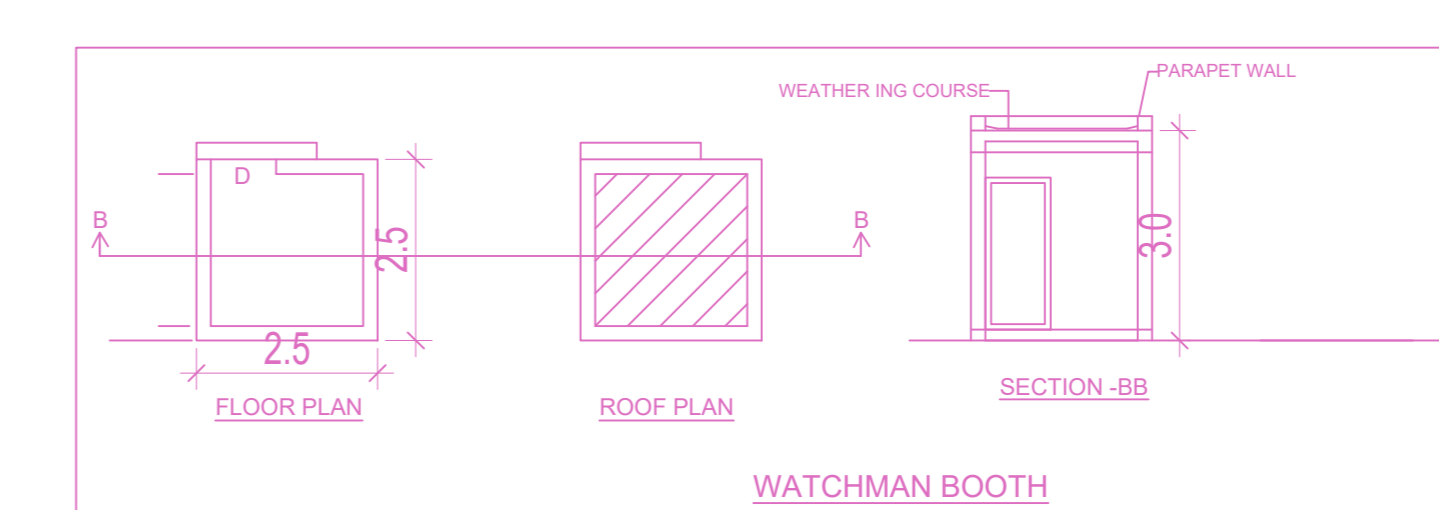 PARAPET WALL
WEATHER ING COURSE
D
B
B
2.5
3.0
2.5
FLOOR PLAN
ROOF PLAN
SECTION -BB
WATCHMAN BOOTH